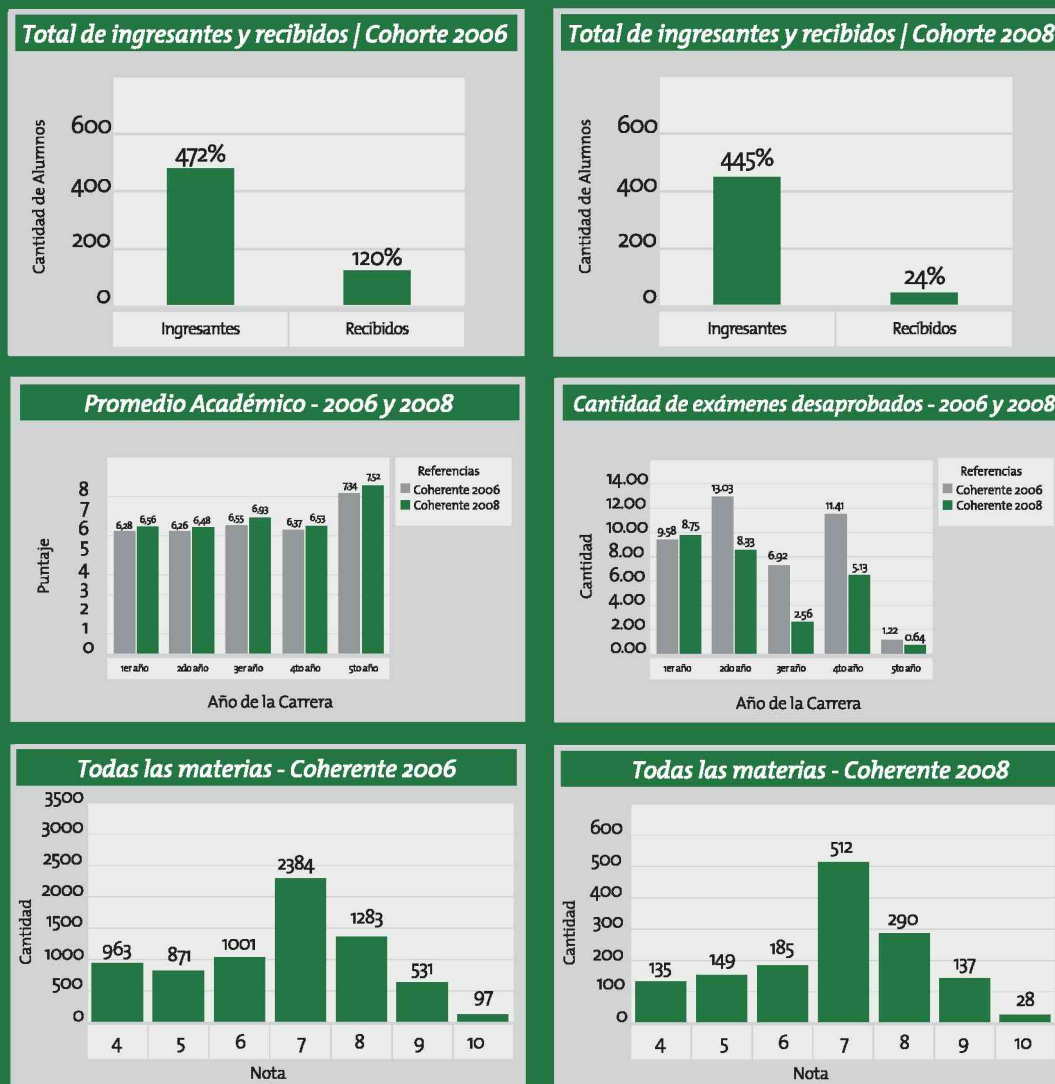 Total de ingresantes y recibidos | Cohorte 2006
Cantidad de Alumnos
600
400
200
0
472%
120%
Ingresantes
Recibidos
Total de ingresantes y recibidos | Cohorte 2008
Cantidad de Alumnos
600
400
200
0
445%
24%
Ingresantes
Recibidos
Promedio Académico - 2006 y 2008
Puntaje
8
7
6
5
4
3
2
1
0
6,28 6,56 6,26 6,48 6,55 6,93 6,37 6,53 7,34 7,52
1er año 2do año 3er año 4to año 5to año
Año de la Carrera
Referencias
Coherente 2006
Coherente 2008
Cantidad de exámenes desaprobados - 2006 y 2008
Cantidad
14.00
12.00
10.00
8.00
6.00
4.00
2.00
0.00
9.58 8.75 13.03 8.33 6.92 2.56 11.41 5.13 1.22 0.64
1er año 2do año 3er año 4to año 5to año
Año de la Carrera
Referencias
Coherente 2006
Coherente 2008
Todas las materias - Coherente 2006
Cantidad
3500
3000
2500
2000
1500
1000
500
0
963 871 1001 2384 1283 531 97
4 5 6 7 8 9 10
Nota
Todas las materias - Coherente 2008
Cantidad
600
500
400
300
200
100
0
135 149 185 512 290 137 28
4 5 6 7 8 9 10
Nota